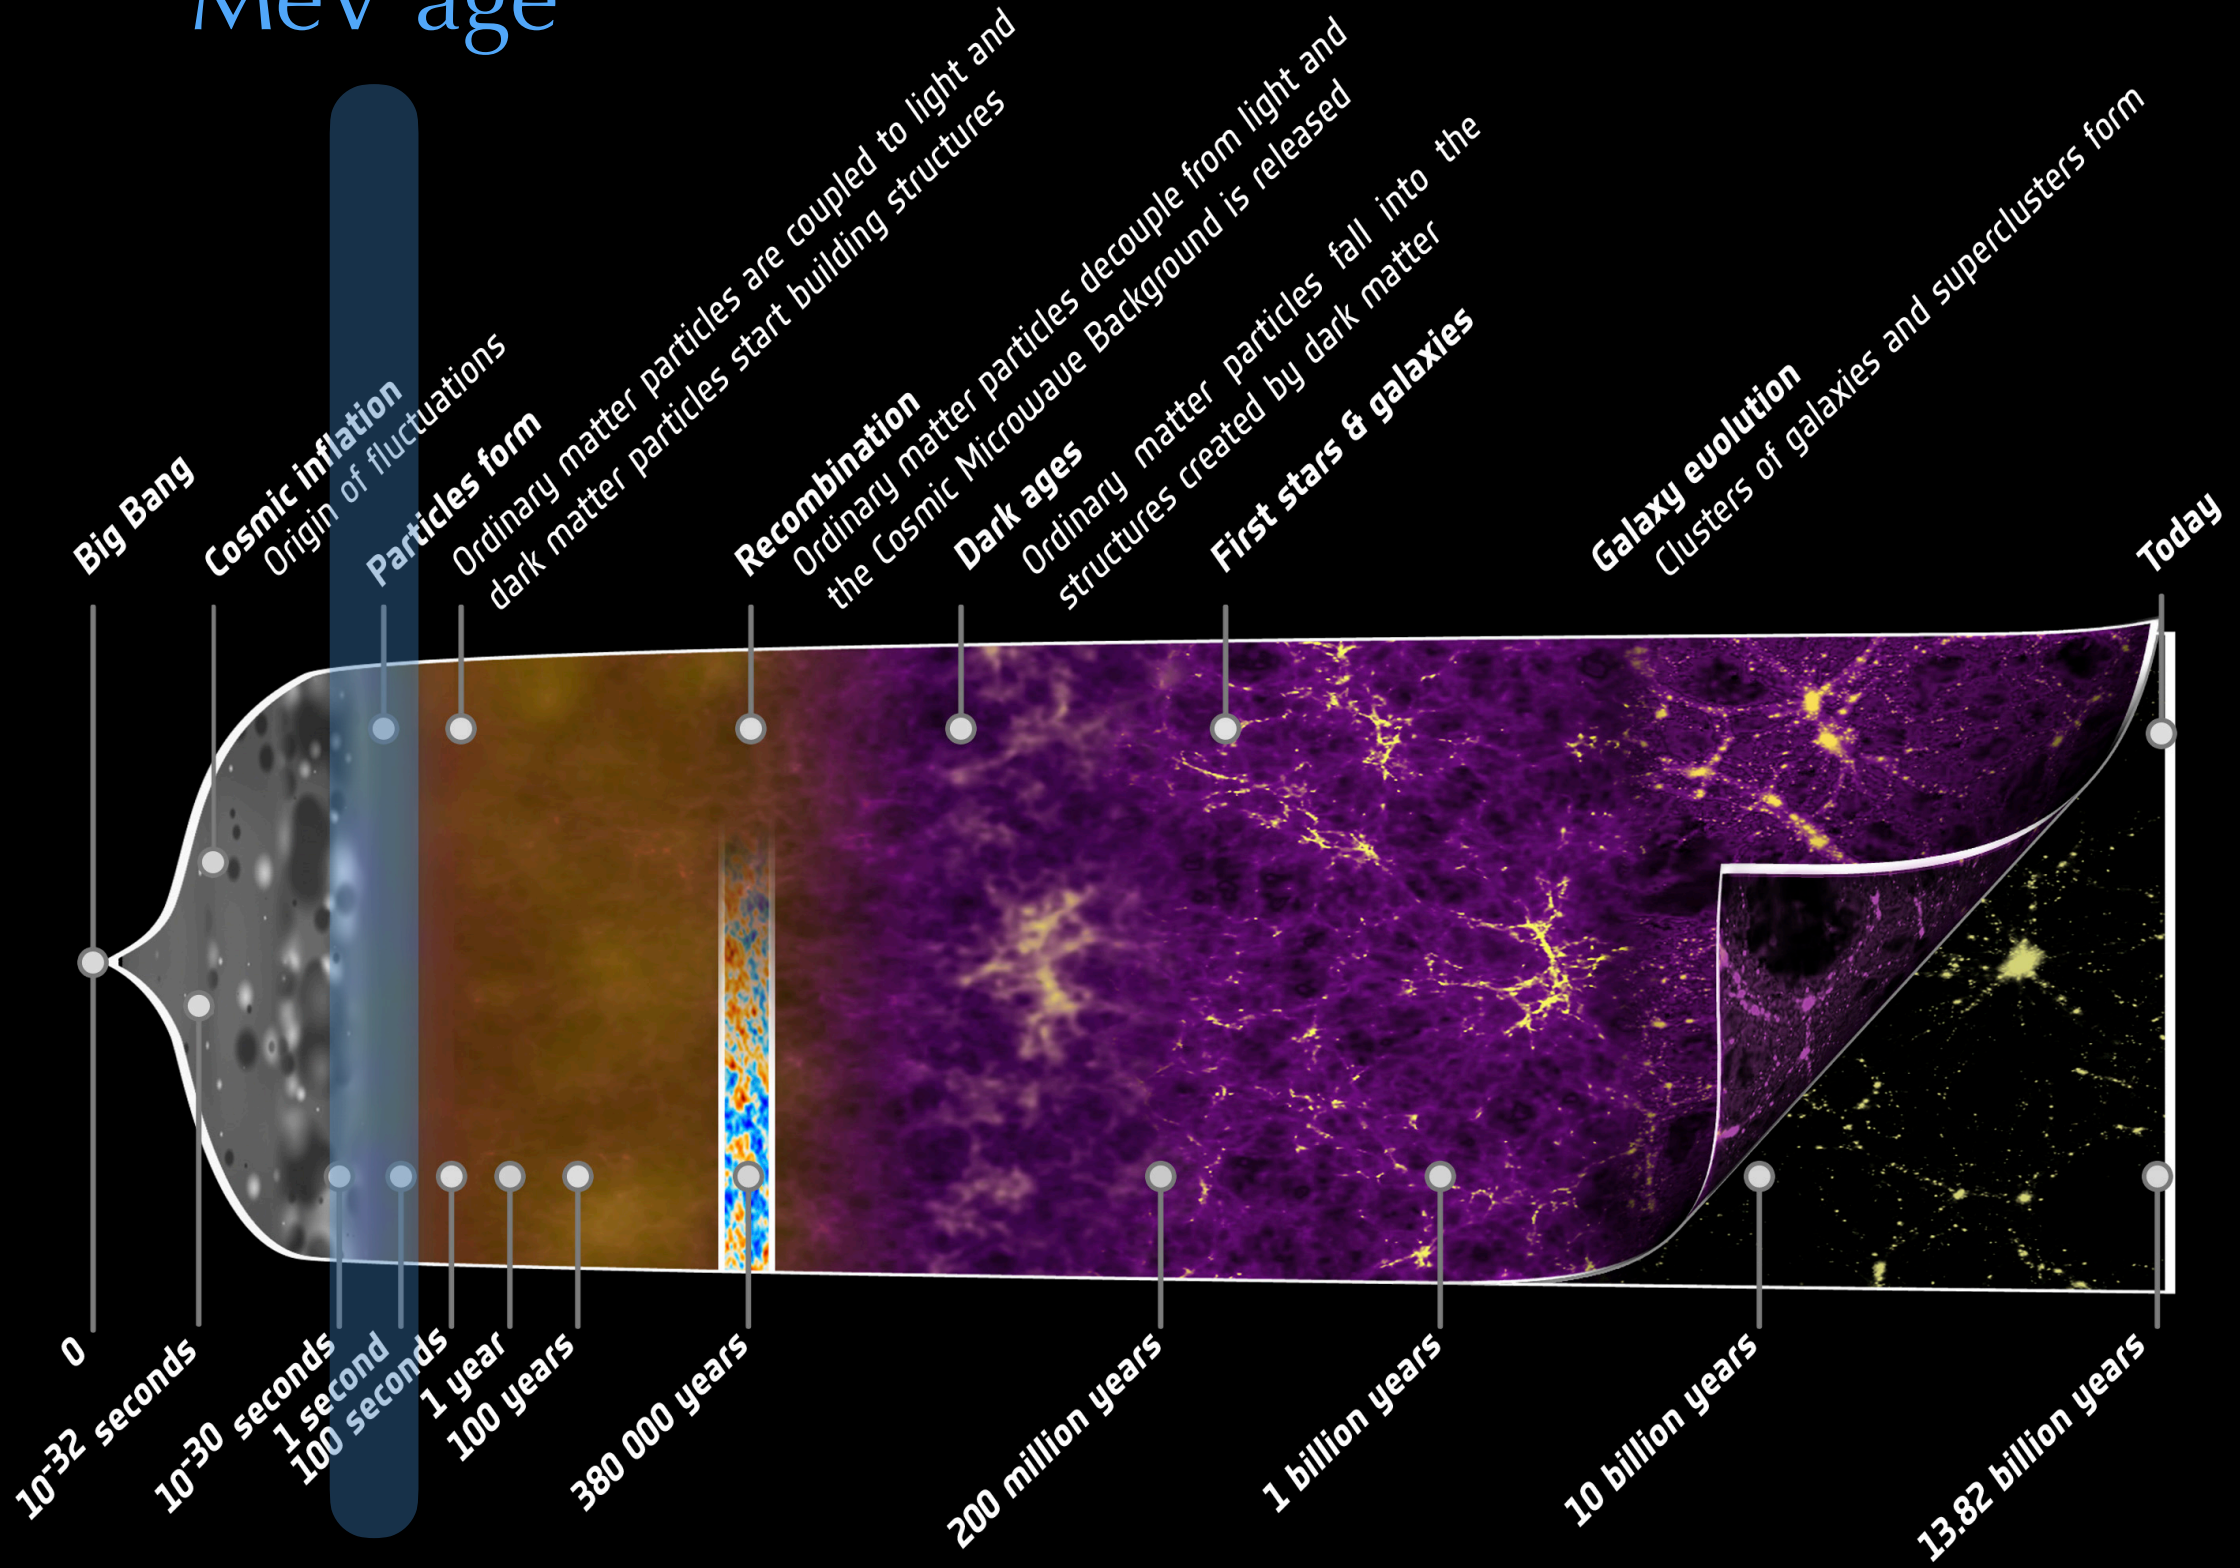 MeV age
Big Bang
Cosmic inflation
Origin of fluctuations
Particles form
Ordinary matter particles are coupled to light and
dark matter particles start building structures
Recombination
Ordinary matter particles decouple from light and
the Cosmic Microwave Background is released
Dark ages
Ordinary matter particles fall into the
structures created by dark matter
First stars & galaxies
Galaxy evolution
Clusters of galaxies and superclusters form
Today
0
10-32 seconds
10-30 seconds
1 second
100 seconds
1 year
100 years
380 000 years
200 million years
1 billion years
10 billion years
13.82 billion years